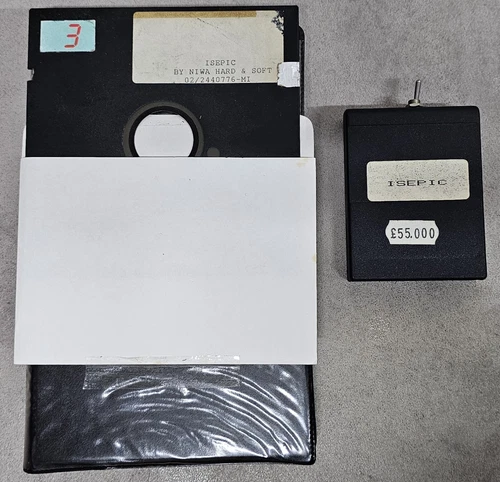 3
ISEPIC
BY NIWA HARD & SOFT
02/2440776-MI
ISEPIC
£55.000